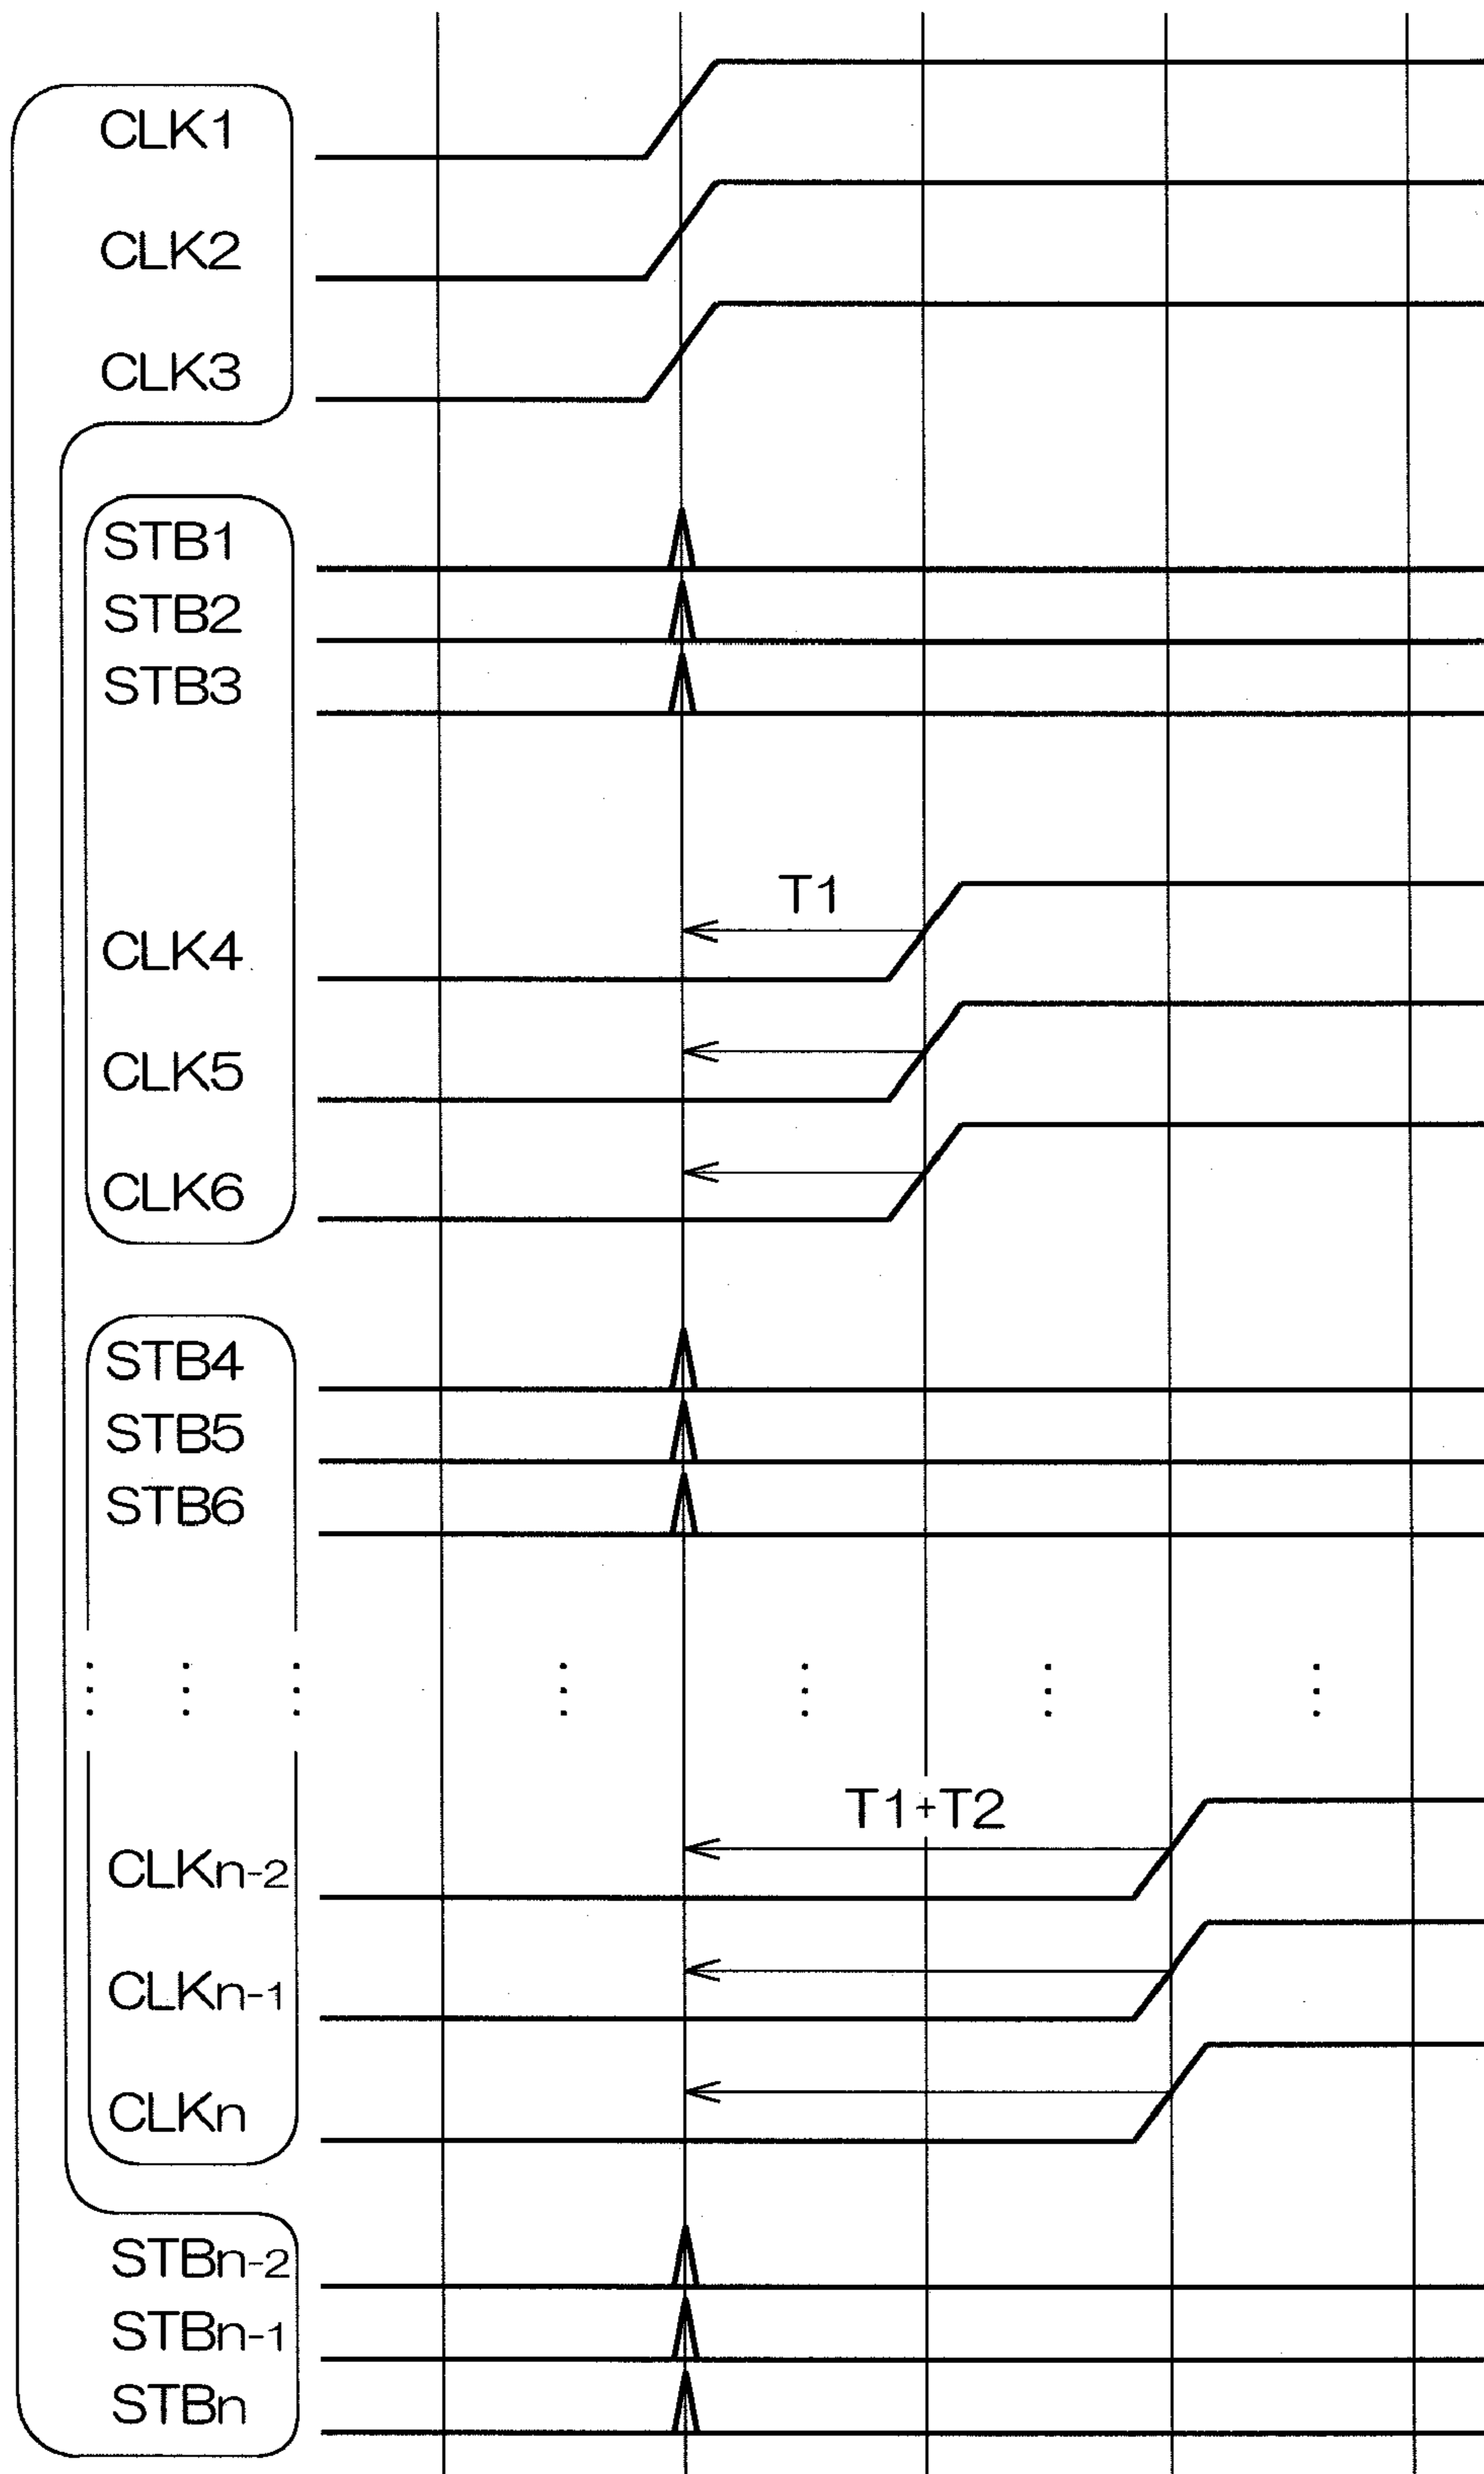 CLK1
CLK2
CLK3
STB1
STB2
STB3
T1
CLK4
CLK5
CLK6
STB4
STB5
STB6
T1+T2
CLKn-2
CLKn-1
CLKn
STBn-2
STBn-1
STBn